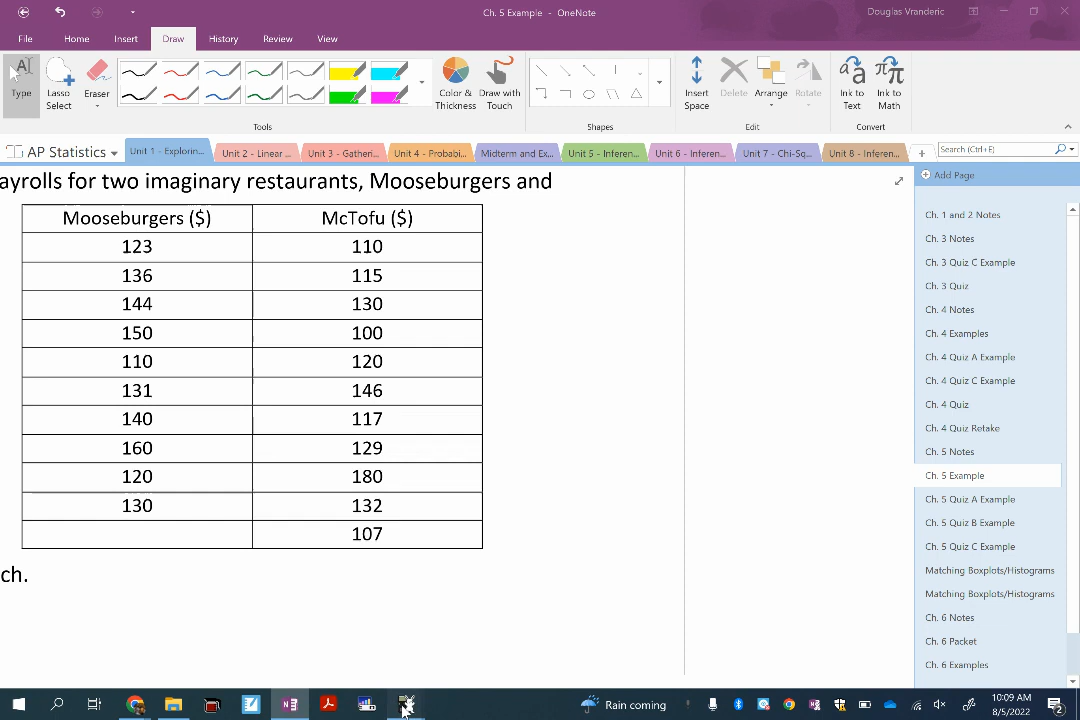 Ch. 5 Example - OneNote
Douglas Vranderic
File Home Insert Draw History Review View
Type
Lasso Select
Eraser
Color & Thickness
Draw with Touch
Insert Space
Delete
Arrange
Rotate
Ink to Text
Ink to Math
Tools
Shapes
Edit
Convert
AP Statistics
Unit 1 - Explorin...
Unit 2 - Linear ...
Unit 3 - Gatheri...
Unit 4 - Probabi...
Midterm and Ex...
Unit 5 - Inferen...
Unit 6 - Inferen...
Unit 7 - Chi-Sq...
Unit 8 - Inferen...
Search (Ctrl+E)
ayrolls for two imaginary restaurants, Mooseburgers and
Mooseburgers ($) McTofu ($)
123 110
136 115
144 130
150 100
110 120
131 146
140 117
160 129
120 180
130 132
107
ch.
Add Page
Ch. 1 and 2 Notes
Ch. 3 Notes
Ch. 3 Quiz C Example
Ch. 3 Quiz
Ch. 4 Notes
Ch. 4 Examples
Ch. 4 Quiz A Example
Ch. 4 Quiz C Example
Ch. 4 Quiz
Ch. 4 Quiz Retake
Ch. 5 Notes
Ch. 5 Example
Ch. 5 Quiz A Example
Ch. 5 Quiz B Example
Ch. 5 Quiz C Example
Matching Boxplots/Histograms
Matching Boxplots/Histograms
Ch. 6 Notes
Ch. 6 Packet
Ch. 6 Examples
Rain coming
10:09 AM
8/5/2022